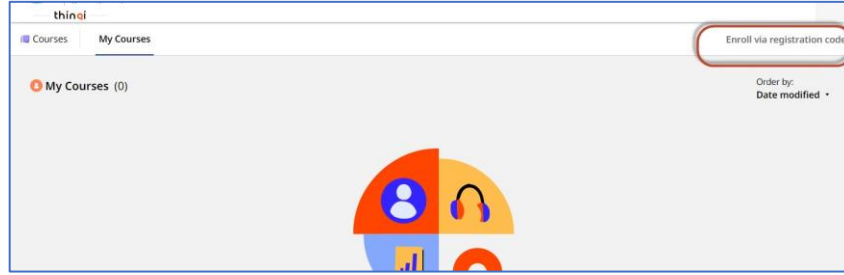 thinqi
Courses
My Courses
Enroll via registration code
My Courses (0)
Order by:
Date modified